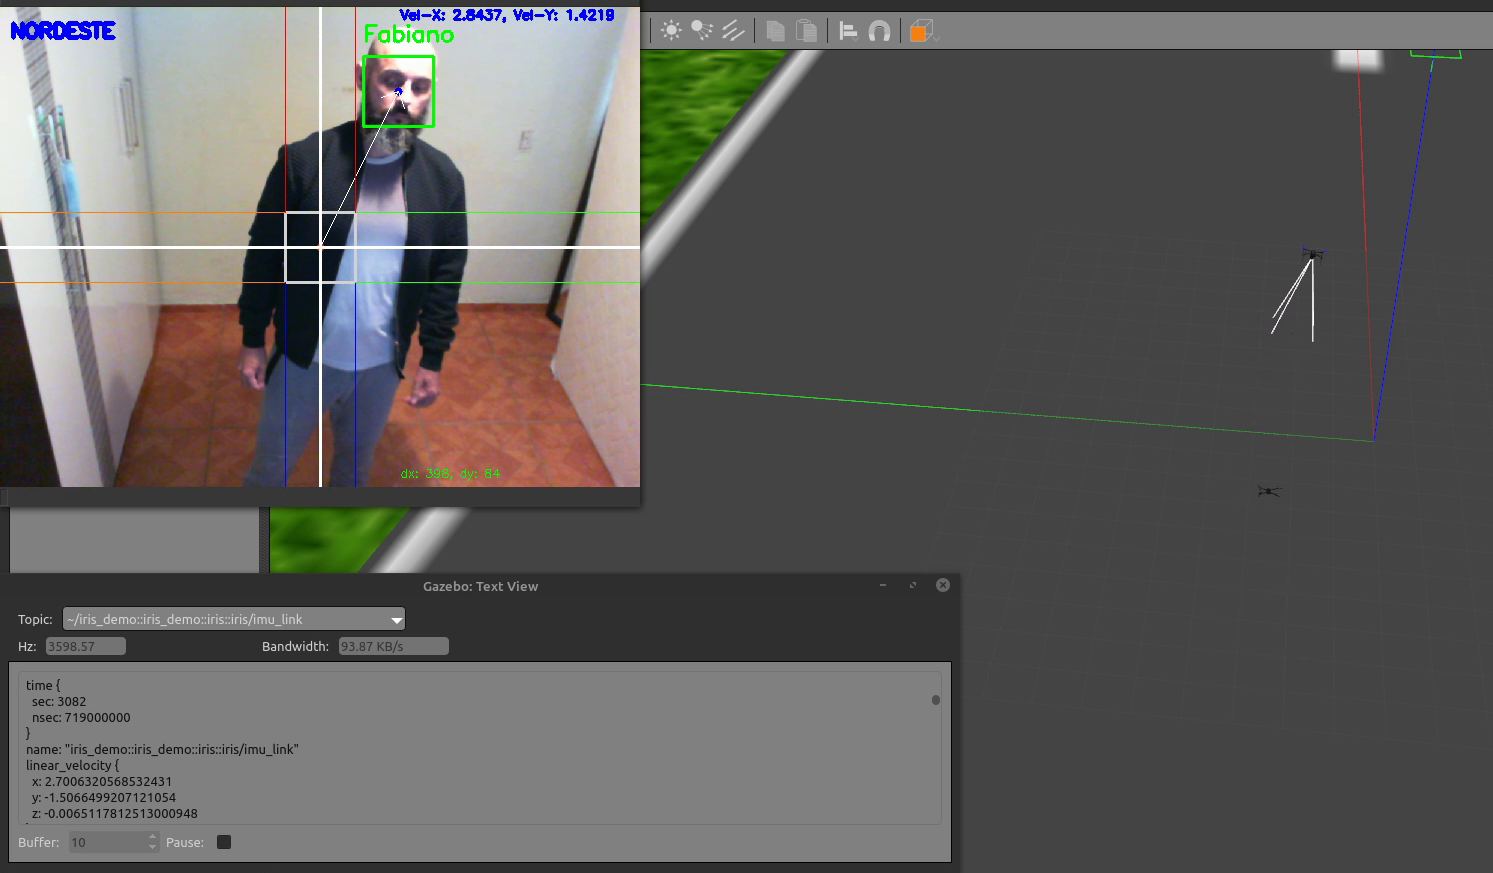 Vel-X: 2.8437, Vel-Y: 1.4219
NORDESTE
Fabiano
dx: 398, dy: 84
Gazebo: Text View
Topic: ~/iris_demo::iris_demo::iris::iris/imu_link
Hz: 3598.57 Bandwidth: 93.87 KB/s
time {
sec: 3082
nsec: 719000000
}
name: "iris_demo::iris_demo::iris::iris/imu_link"
linear_velocity {
x: 2.7006320568532431
y: -1.5066499207121054
z: -0.0065117812513000948
Buffer: 10 Pause: